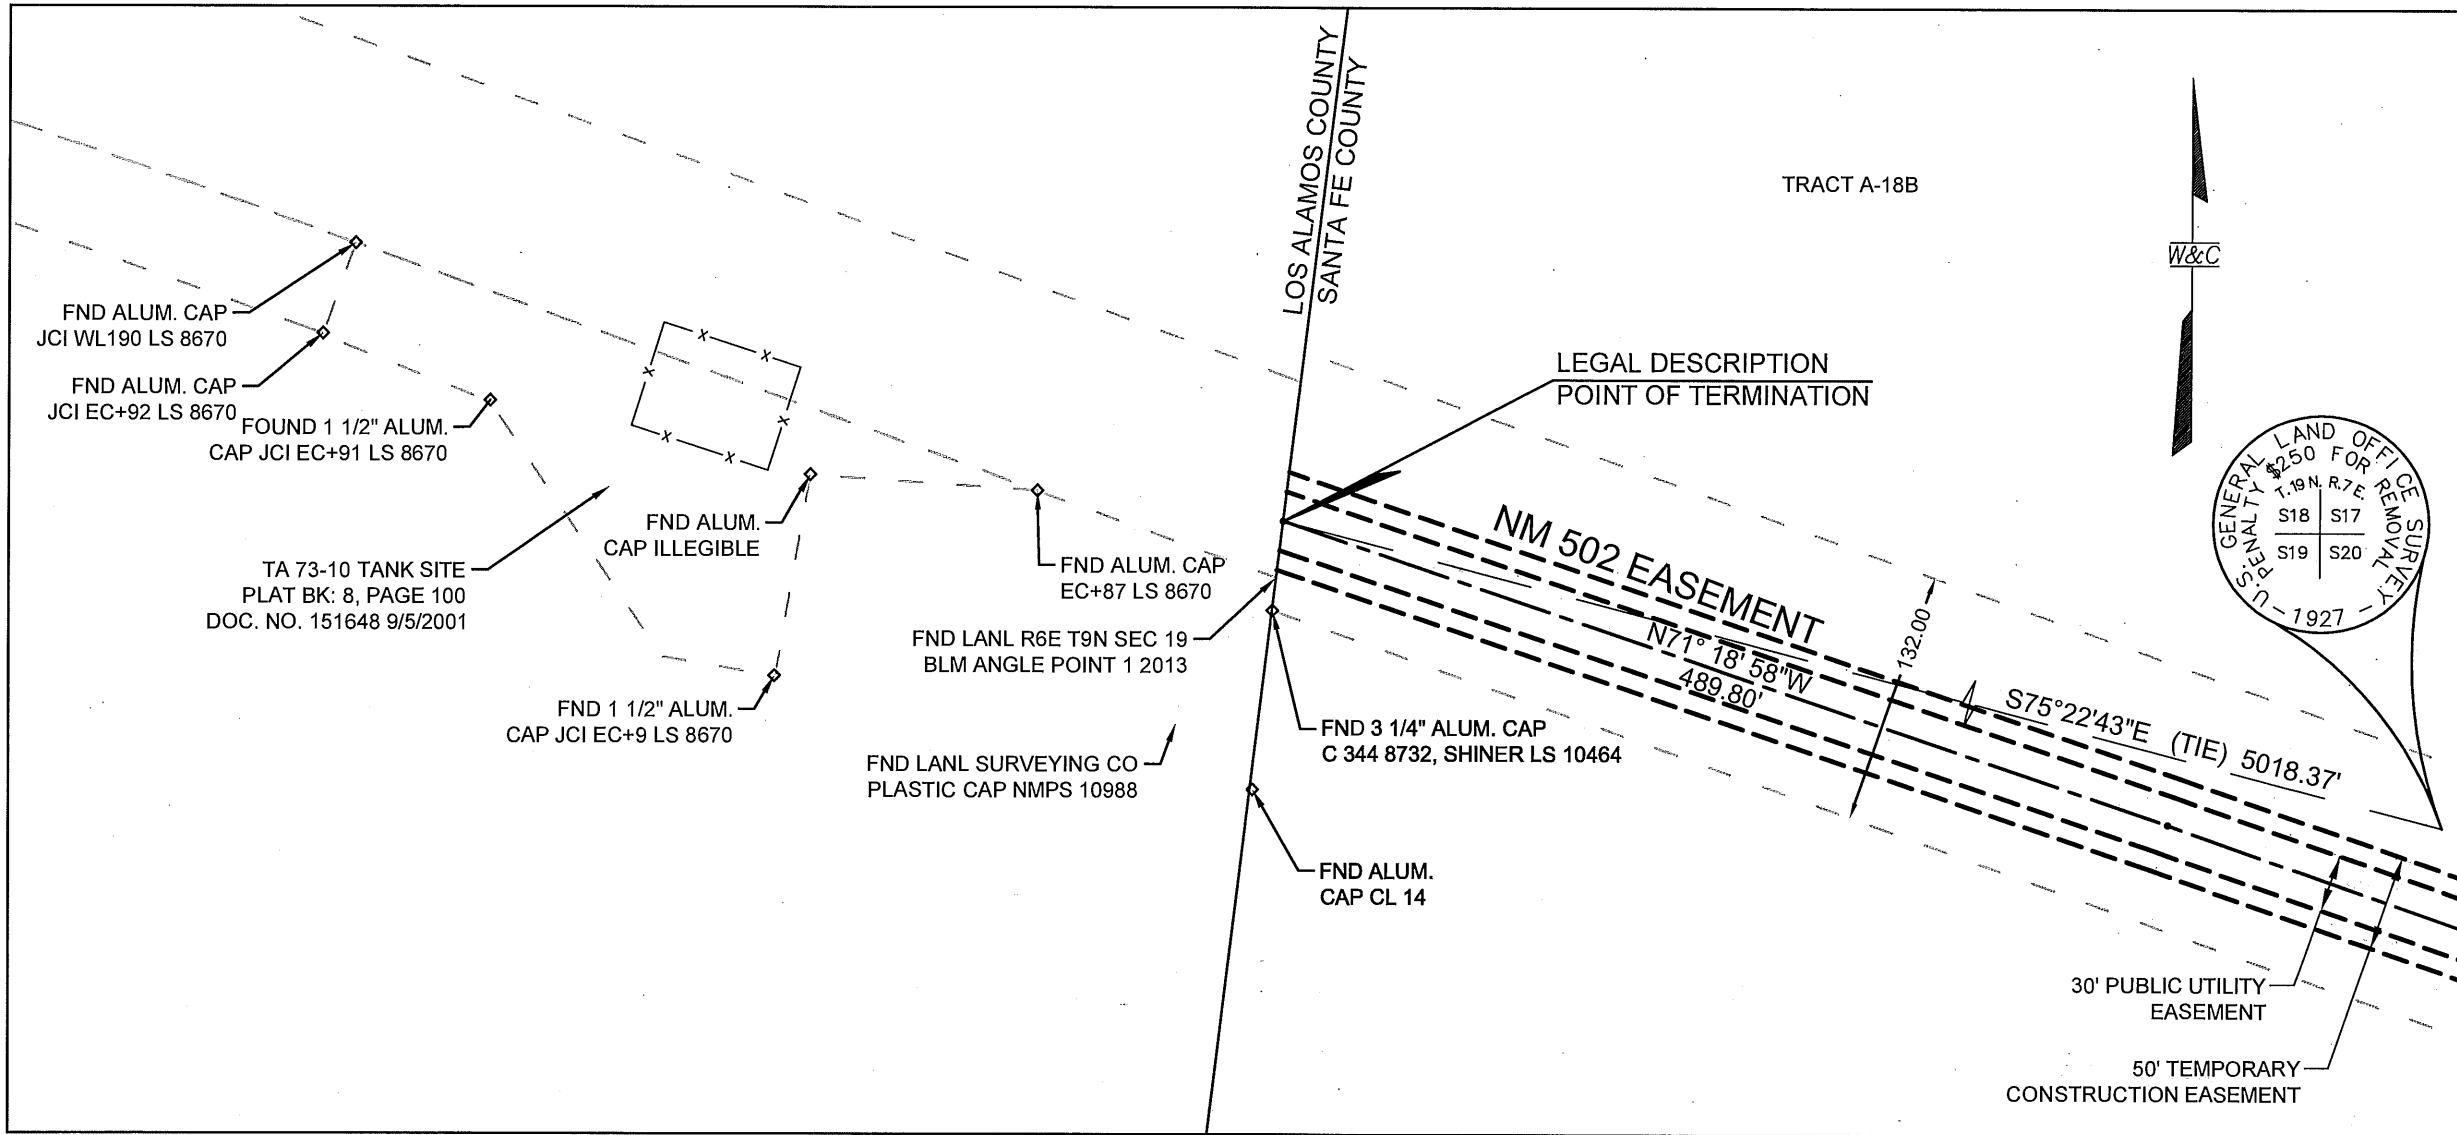 LOS ALAMOS COUNTY
SANTA FE COUNTY
TRACT A-18B
W&C
FND ALUM. CAP
JCI WL190 LS 8670
FND ALUM. CAP
JCI EC+92 LS 8670
FOUND 1 1/2" ALUM.
CAP JCI EC+91 LS 8670
LEGAL DESCRIPTION
POINT OF TERMINATION
U.S. GENERAL LAND OFFICE SURVEY
PENALTY $250 FOR REMOVAL
T.19 N. R.7 E.
S18 S17
S19 S20
1927
FND ALUM.
CAP ILLEGIBLE
TA 73-10 TANK SITE
PLAT BK: 8, PAGE 100
DOC. NO. 151648 9/5/2001
FND ALUM. CAP
EC+87 LS 8670
NM 502 EASEMENT
N71° 18' 58"W
489.80'
132.00
FND LANL R6E T9N SEC 19
BLM ANGLE POINT 1 2013
FND 1 1/2" ALUM.
CAP JCI EC+9 LS 8670
S75°22'43"E (TIE) 5018.37'
FND 3 1/4" ALUM. CAP
C 344 8732, SHINER LS 10464
FND LANL SURVEYING CO
PLASTIC CAP NMPS 10988
FND ALUM.
CAP CL 14
30' PUBLIC UTILITY
EASEMENT
50' TEMPORARY
CONSTRUCTION EASEMENT